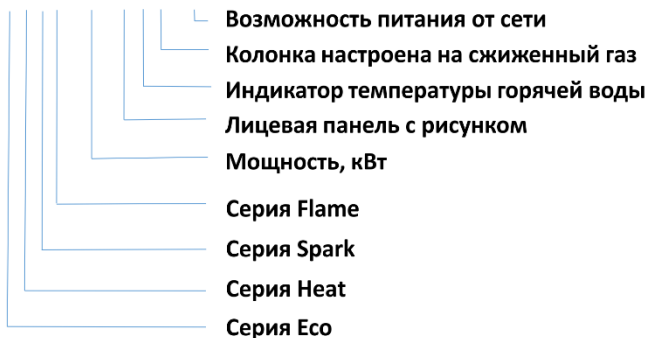 Возможность питания от сети
Колонка настроена на сжиженный газ
Индикатор температуры горячей воды
Лицевая панель с рисунком
Мощность, кВт
Серия Flame
Серия Spark
Серия Heat
Серия Eco